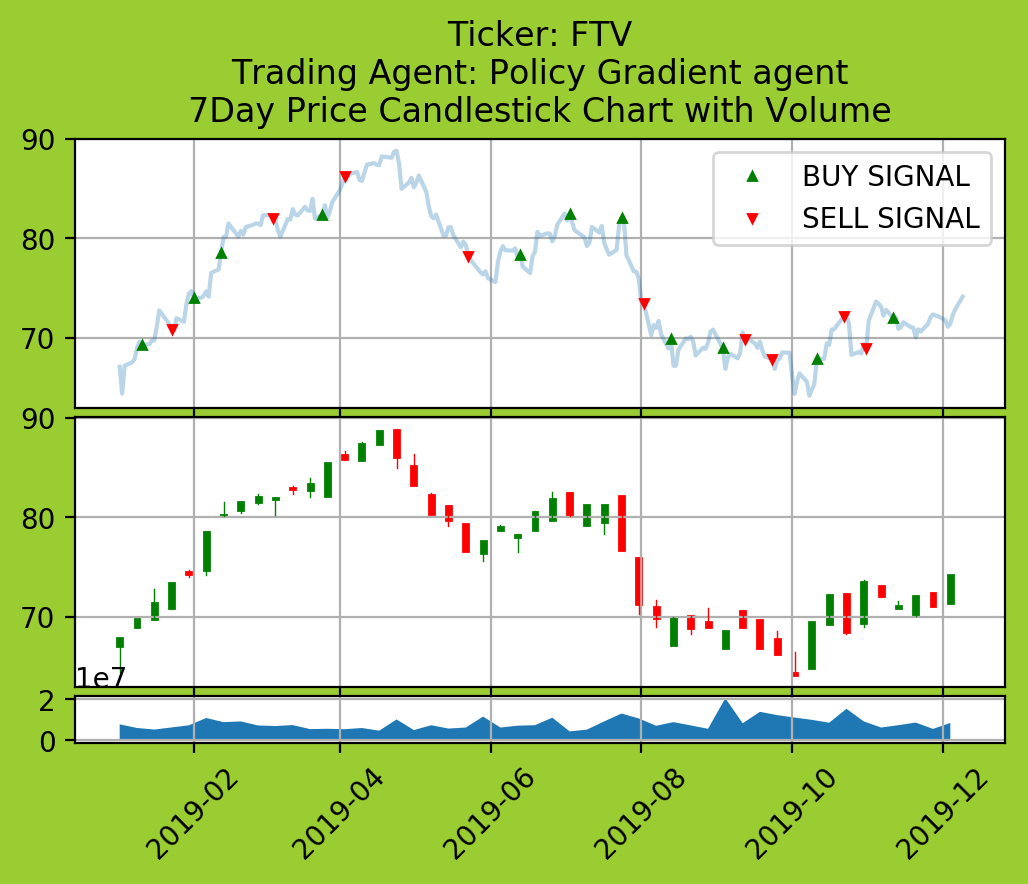 Ticker: FTV
Trading Agent: Policy Gradient agent
7Day Price Candlestick Chart with Volume
90
80
70
BUY SIGNAL
SELL SIGNAL
90
80
70
1e7
2
0
2019-02
2019-04
2019-06
2019-08
2019-10
2019-12